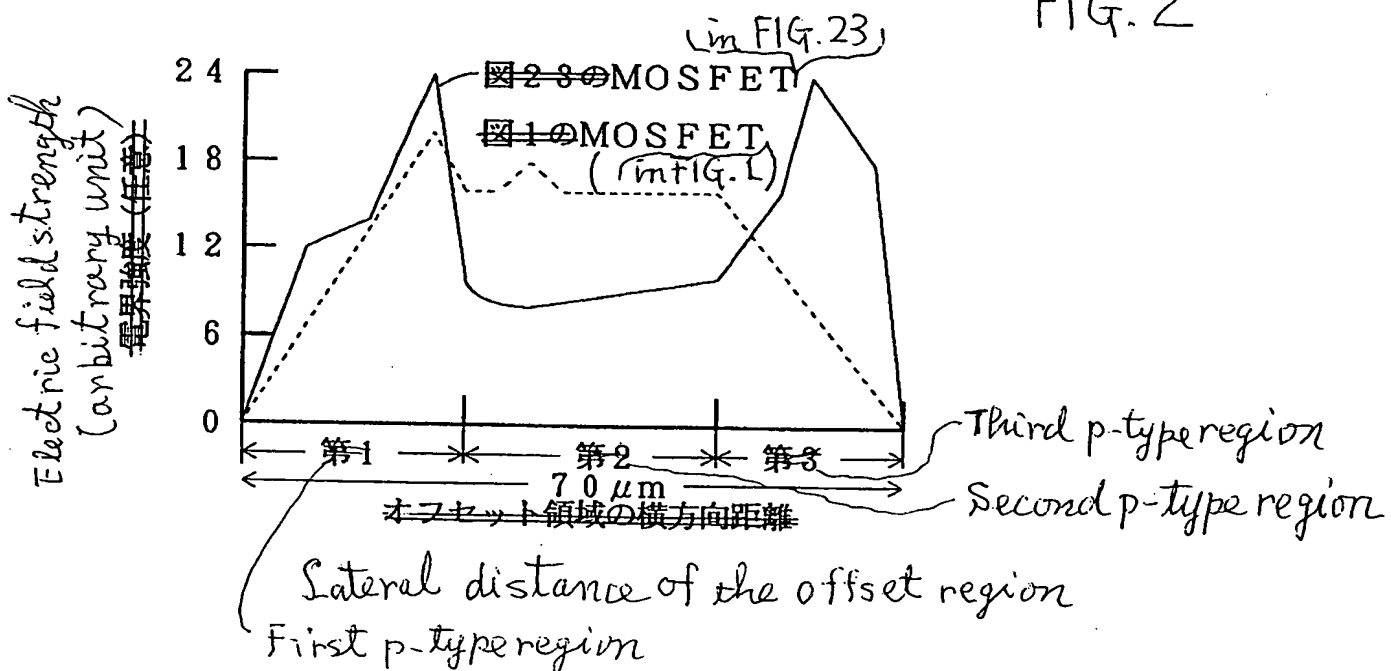 FIG. 2
(in FIG. 23)
24
図23のMOSFET
18
図1のMOSFET
(in FIG. 1)
12
6
0
Electric field strength
(arbitrary unit)
電界強度 (任意)
第1
第2
第3
70μm
オフセット領域の横方向距離
Third p-type region
Second p-type region
Lateral distance of the offset region
First p-type region